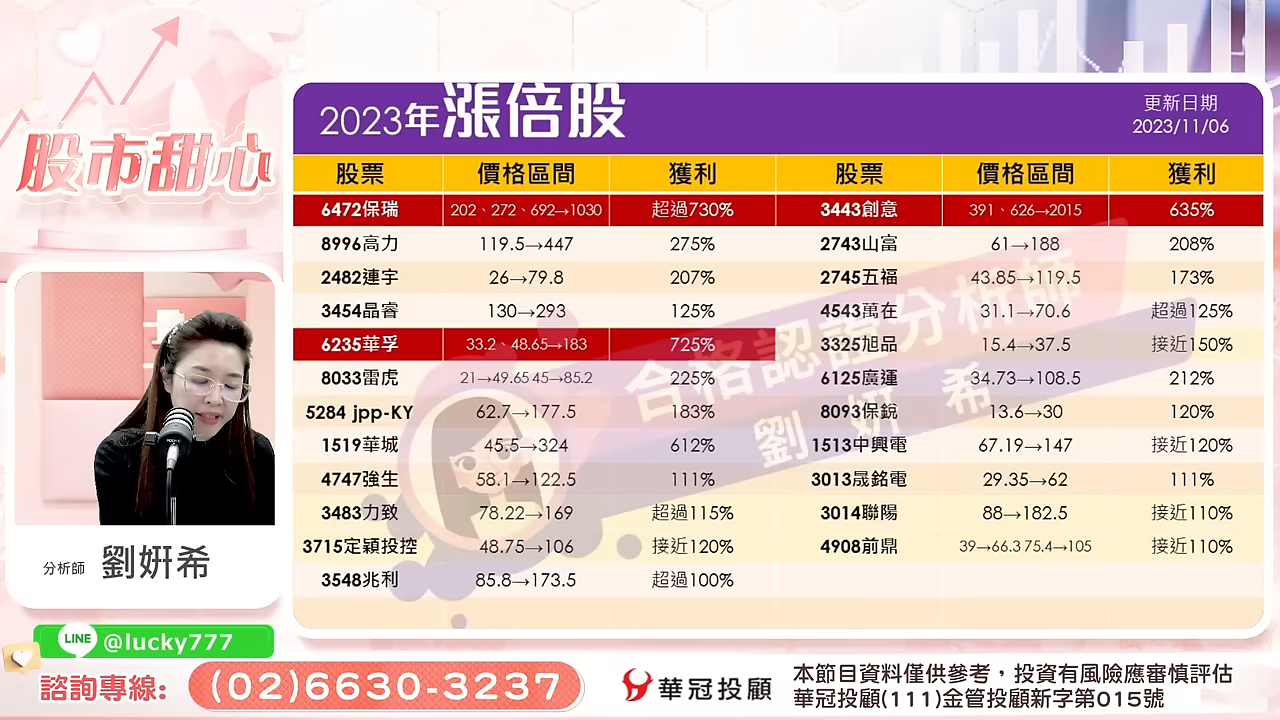 股市甜心
分析師 劉妍希
LINE @lucky777
2023年漲倍股
更新日期
2023/11/06
股票 價格區間 獲利 股票 價格區間 獲利
6472保瑞 202、272、692→1030 超過730% 3443創意 391、626→2015 635%
8996高力 119.5→447 275% 2743山富 61→188 208%
2482連宇 26→79.8 207% 2745五福 43.85→119.5 173%
3454晶睿 130→293 125% 4543萬在 31.1→70.6 超過125%
6235華孚 33.2、48.65→183 725% 3325旭品 15.4→37.5 接近150%
8033雷虎 21→49.65 45→85.2 225% 6125廣運 34.73→108.5 212%
5284 jpp-KY 62.7→177.5 183% 8093保銳 13.6→30 120%
1519華城 45.5→324 612% 1513中興電 67.19→147 接近120%
4747強生 58.1→122.5 111% 3013晟銘電 29.35→62 111%
3483力致 78.22→169 超過115% 3014聯陽 88→182.5 接近110%
3715定穎投控 48.75→106 接近120% 4908前鼎 39→66.3 75.4→105 接近110%
3548兆利 85.8→173.5 超過100%
合格認證分析師
劉妍希
諮詢專線: (02)6630-3237
華冠投顧
本節目資料僅供參考，投資有風險應審慎評估
華冠投顧(111)金管投顧新字第015號